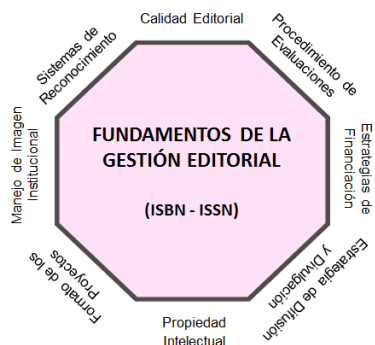 Calidad Editorial
Procedimiento de
Evaluaciones
Estrategias de
Financiación
Estrategia de Difusión
y Divulgación
Propiedad
Intelectual
Formato de los
Proyectos
Manejo de Imagen
Institucional
Sistemas de
Reconocimiento
FUNDAMENTOS DE LA
GESTIÓN EDITORIAL
(ISBN - ISSN)